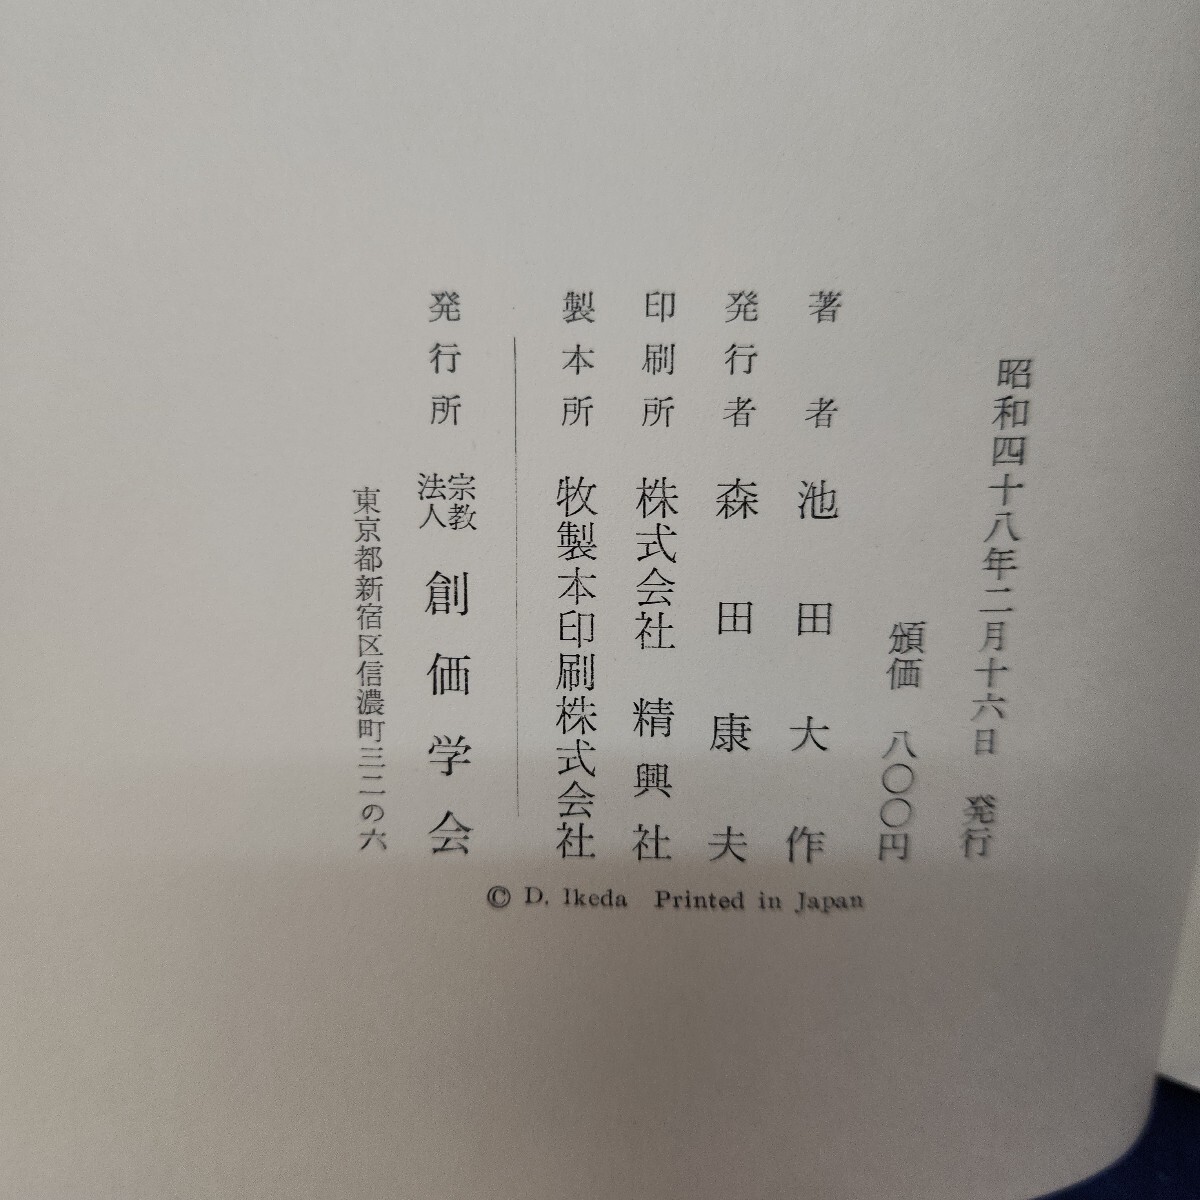 昭和四十八年二月十六日 発行
頒価 八〇〇円
著者 池田大作
発行者 森田康夫
印刷所 株式会社 精興社
製本所 牧製本印刷株式会社
発行所 宗教法人 創価学会
東京都新宿区信濃町三二の六
© D. Ikeda Printed in Japan